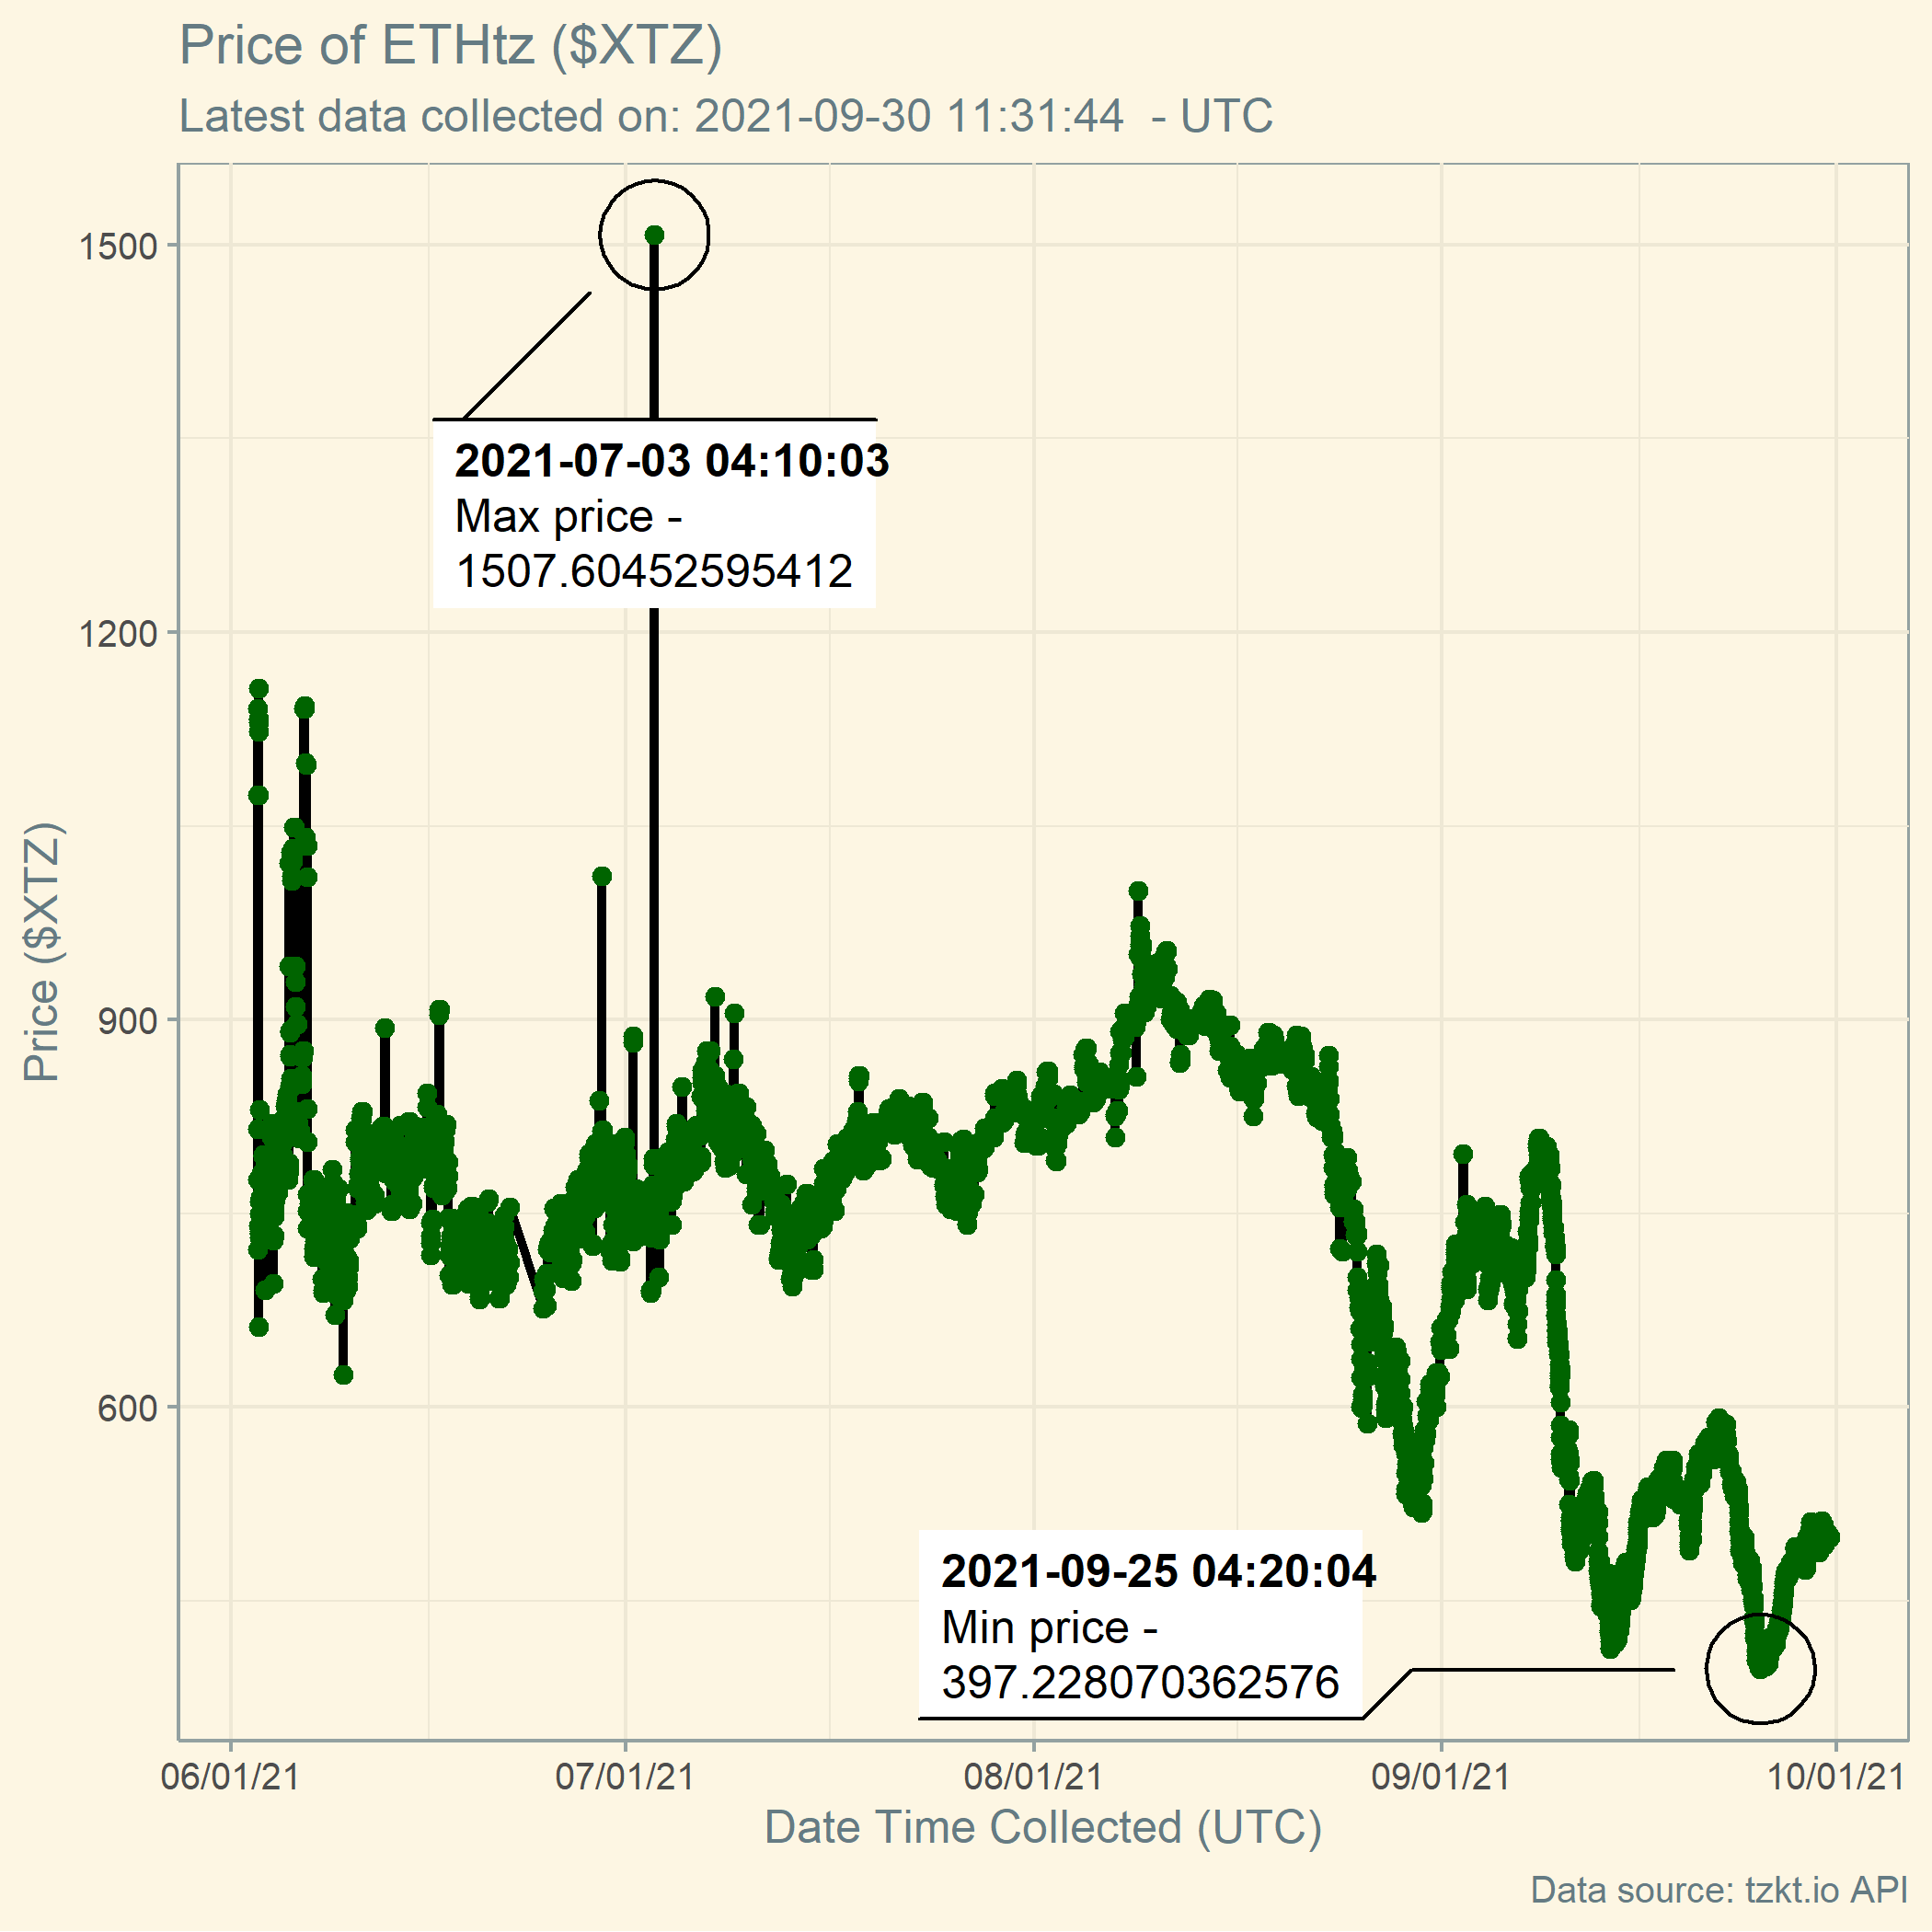 Price of ETHtz ($XTZ)
Latest data collected on: 2021-09-30 11:31:44  - UTC
1500
1200
900
600
Price ($XTZ)
2021-07-03 04:10:03
Max price -
1507.60452595412
2021-09-25 04:20:04
Min price -
397.228070362576
06/01/21 07/01/21 08/01/21 09/01/21 10/01/21
Date Time Collected (UTC)
Data source: tzkt.io API